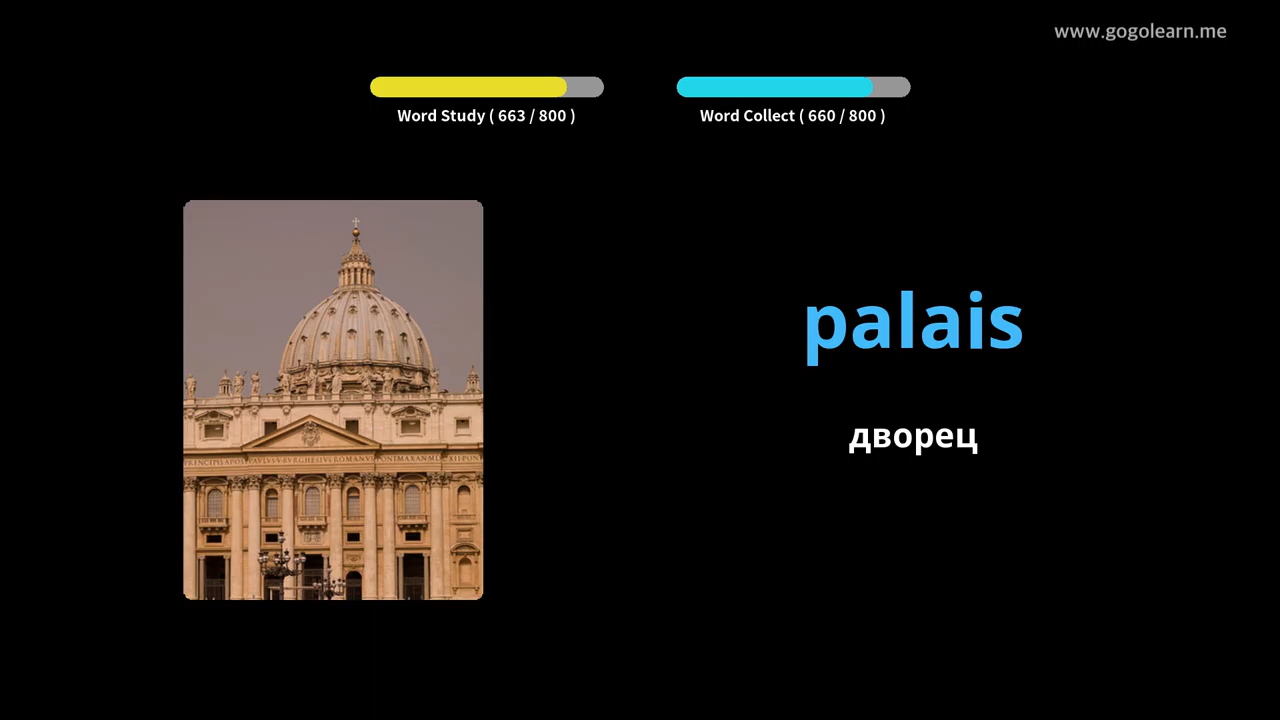 www.gogolearn.me
Word Study ( 663 / 800 )
Word Collect ( 660 / 800 )
palais
дворец